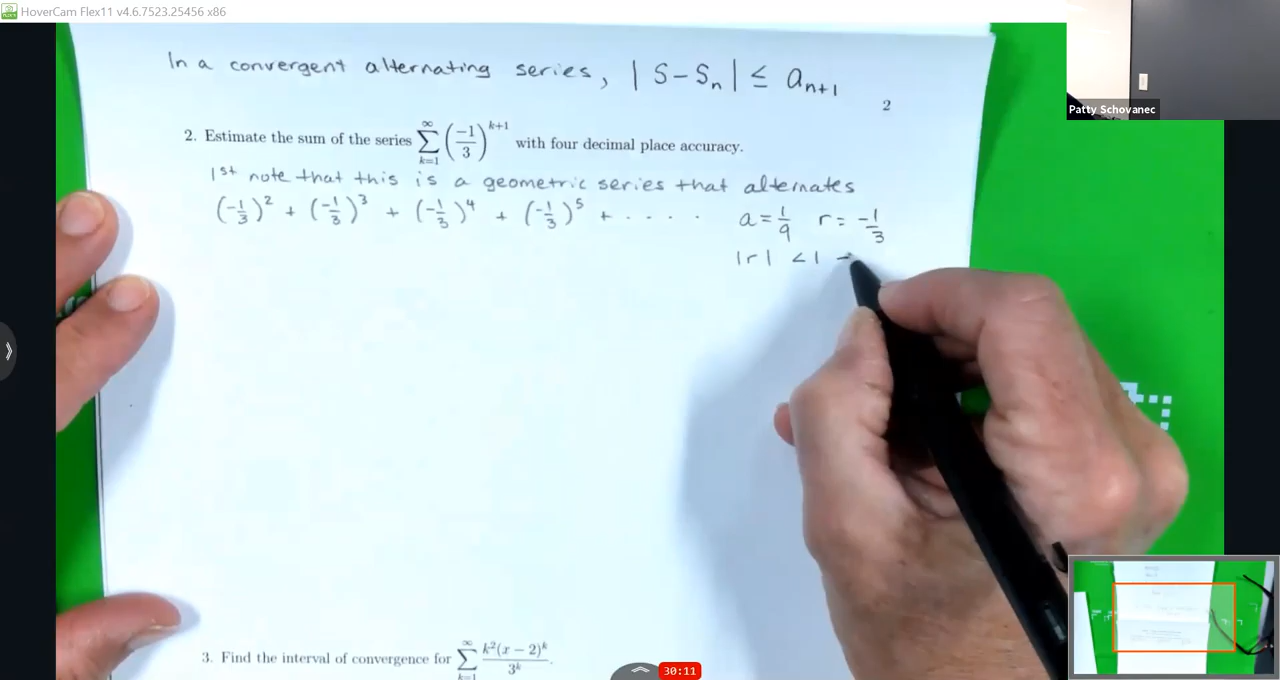 HoverCam Flex11 v4.6.7523.25456 x86
In a convergent alternating series, |S-Sₙ| ≤ aₙ₊₁
Patty Schovanec
2
2. Estimate the sum of the series ∑_{k=1}^{∞} (-1/3)^{k+1} with four decimal place accuracy.
1st note that this is a geometric series that alternates
(-1/3)² + (-1/3)³ + (-1/3)⁴ + (-1/3)⁵ + ..... a = 1/9 r = -1/3
|r| < 1
3. Find the interval of convergence for ∑_{k=1}^{∞} k²(x − 2)ᵏ/3ᵏ.
30:11